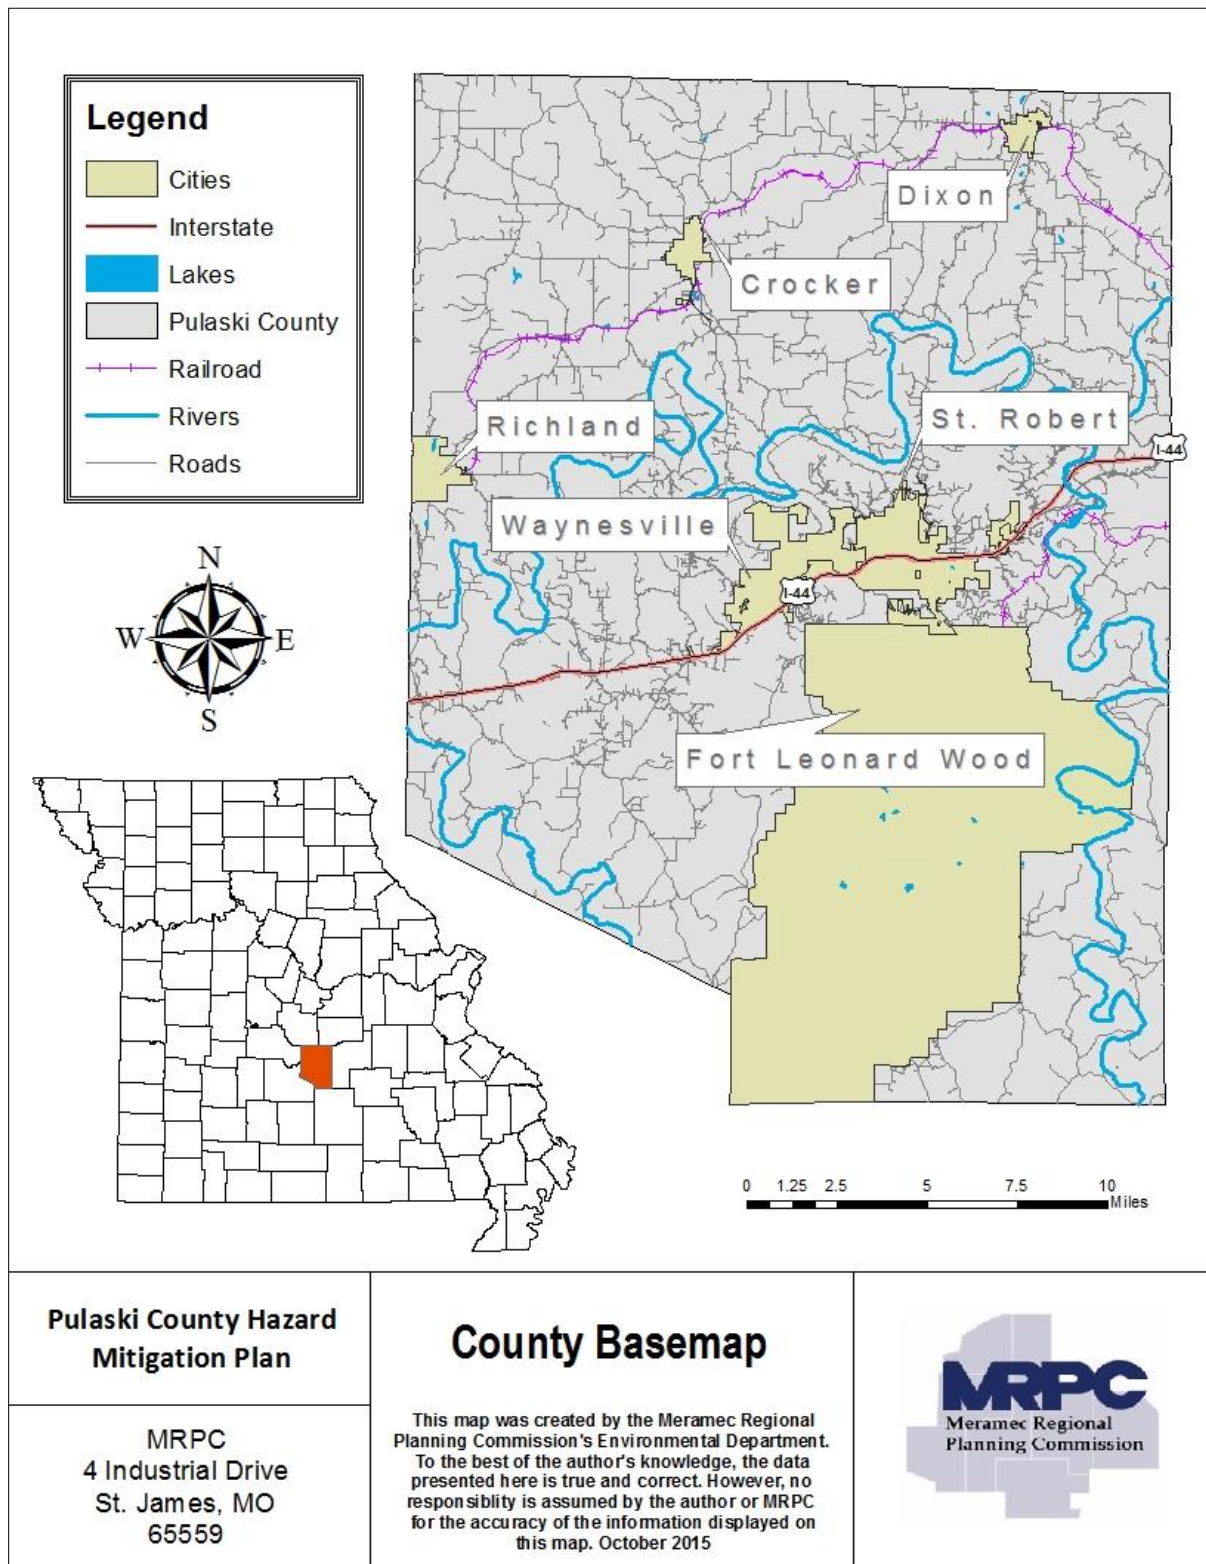 Legend
Cities
Interstate
Lakes
Pulaski County
Railroad
Rivers
Roads
Dixon
Crocker
Richland
St. Robert
I-44
Waynesville
I-44
Fort Leonard Wood
N
W
E
S
0 1.25 2.5 5 7.5 10
Miles
Pulaski County Hazard
Mitigation Plan
MRPC
4 Industrial Drive
St. James, MO
65559
County Basemap
This map was created by the Meramec Regional
Planning Commission's Environmental Department.
To the best of the author's knowledge, the data
presented here is true and correct. However, no
responsiblity is assumed by the author or MRPC
for the accuracy of the information displayed on
this map. October 2015
MRPC
Meramec Regional
Planning Commission